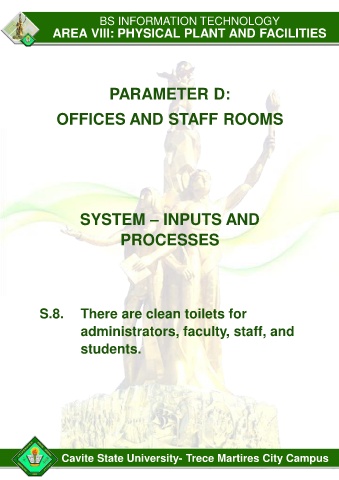 BS INFORMATION TECHNOLOGY
AREA VIII: PHYSICAL PLANT AND FACILITIES
PARAMETER D:
OFFICES AND STAFF ROOMS
SYSTEM – INPUTS AND
PROCESSES
S.8. There are clean toilets for
administrators, faculty, staff, and
students.
Cavite State University- Trece Martires City Campus